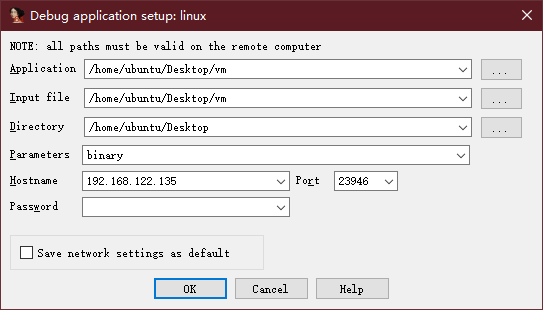 Debug application setup: linux
NOTE: all paths must be valid on the remote computer
Application /home/ubuntu/Desktop/vm ...
Input file /home/ubuntu/Desktop/vm ...
Directory /home/ubuntu/Desktop ...
Parameters binary
Hostname 192.168.122.135 Port 23946
Password
Save network settings as default
OK Cancel Help